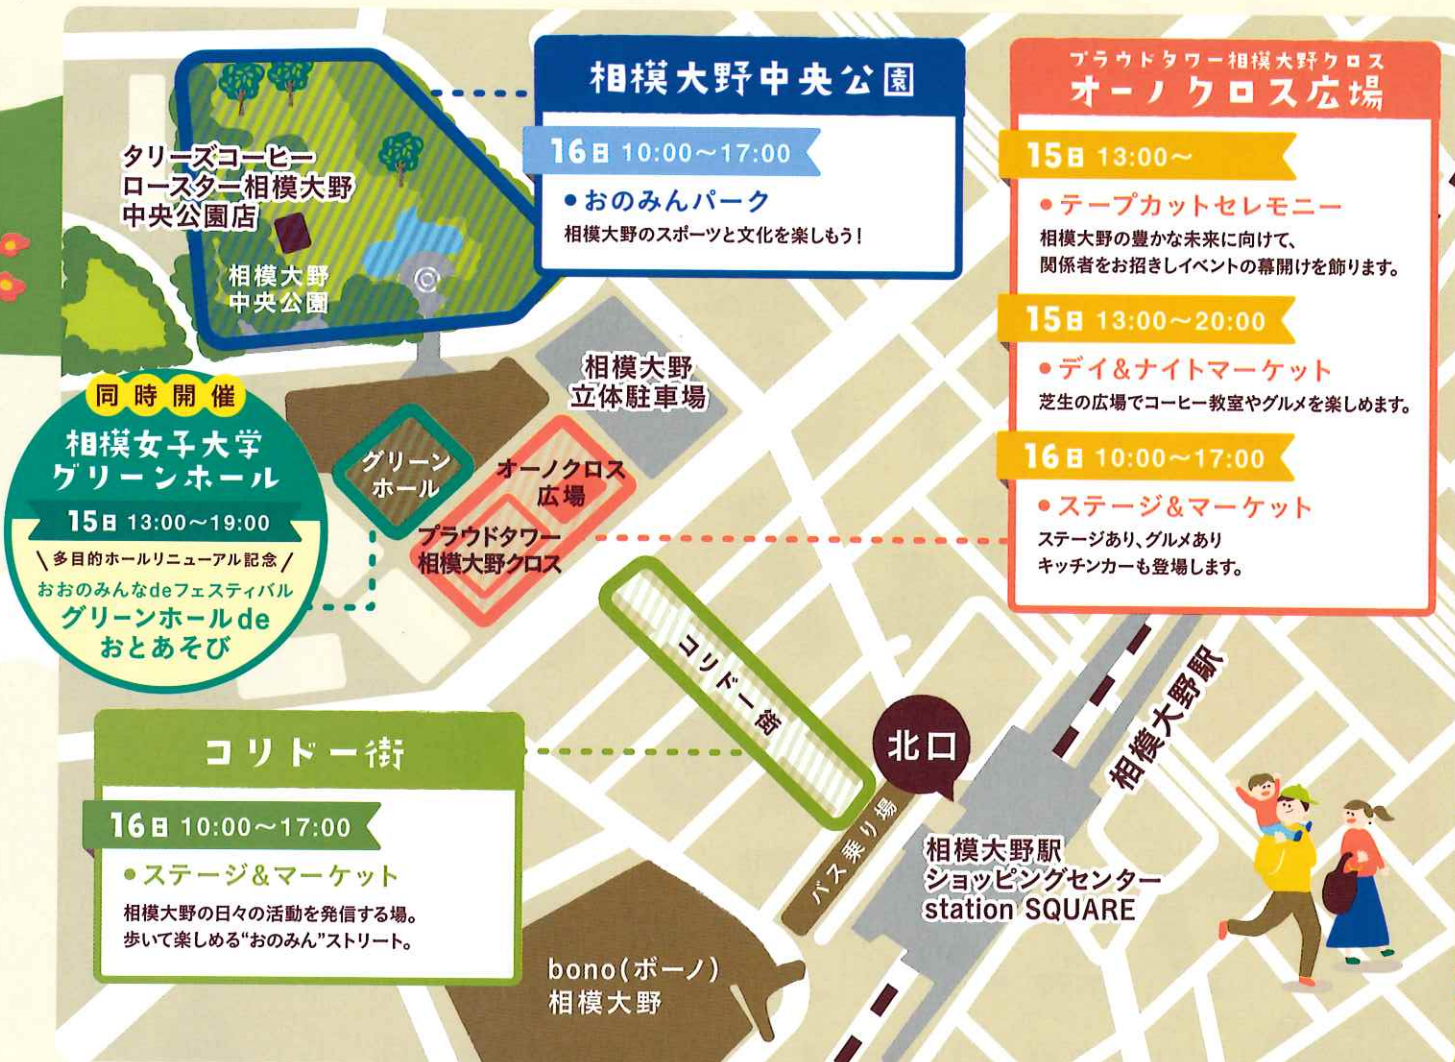 相模大野中央公園
16日 10:00～17:00
•おのみんパーク
相模大野のスポーツと文化を楽しもう！
プラウドタワー相模大野クロス
オーノクロス広場
15日 13:00～
•テープカットセレモニー
相模大野の豊かな未来に向けて、
関係者をお招きしイベントの幕開けを飾ります。
15日 13:00～20:00
•デイ&ナイトマーケット
芝生の広場でコーヒー教室やグルメを楽しめます。
16日 10:00～17:00
•ステージ&マーケット
ステージあり、グルメあり
キッチンカーも登場します。
タリーズコーヒー
ロースター相模大野
中央公園店
相模大野
中央公園
相模大野
立体駐車場
グリーン
ホール
オーノクロス
広場
プラウドタワー
相模大野クロス
同時開催
相模女子大学
グリーンホール
15日 13:00～19:00
\多目的ホールリニューアル記念/
おおのみんなdeフェスティバル
グリーンホールde
おとあそび
コリドー街
北口
相模大野駅
バス乗り場
相模大野駅
ショッピングセンター
station SQUARE
コリドー街
16日 10:00～17:00
•ステージ&マーケット
相模大野の日々の活動を発信する場。
歩いて楽しめる“おのみん”ストリート。
bono(ボーノ)
相模大野